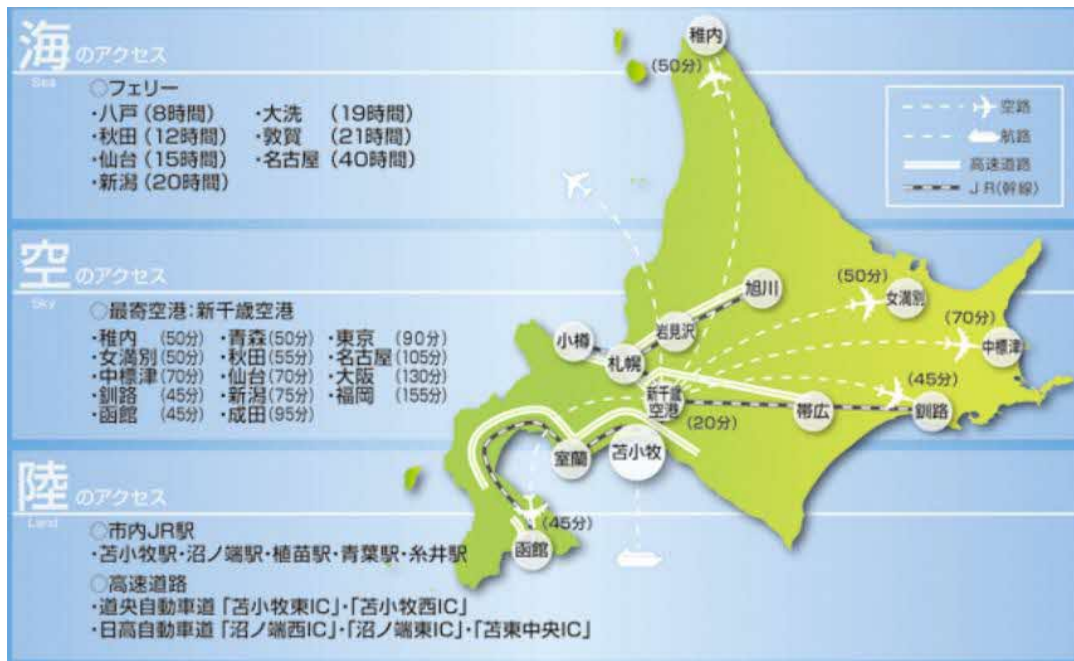 海のアクセス
Sea
○フェリー
・八戸(8時間) ・大洗 (19時間)
・秋田(12時間) ・敦賀 (21時間)
・仙台(15時間) ・名古屋(40時間)
・新潟(20時間)
空のアクセス
Sky
○最寄空港:新千歳空港
・稚内 (50分) ・青森(50分) ・東京 (90分)
・女満別(50分) ・秋田(55分) ・名古屋(105分)
・中標津(70分) ・仙台(70分) ・大阪 (130分)
・釧路 (45分) ・新潟(75分) ・福岡 (155分)
・函館 (45分) ・成田(95分)
陸のアクセス
Land
○市内JR駅
・苫小牧駅・沼ノ端駅・植苗駅・青葉駅・糸井駅
○高速道路
・道央自動車道「苫小牧東IC」・「苫小牧西IC」
・日高自動車道「沼ノ端西IC」・「沼ノ端東IC」・「苫東中央IC」
稚内
(50分)
空路
航路
高速道路
JR(幹線)
旭川
(50分)
女満別
岩見沢
小樽
札幌
(70分)
中標津
新千歳
空港
(45分)
帯広
釧路
(20分)
室蘭
苫小牧
(45分)
函館